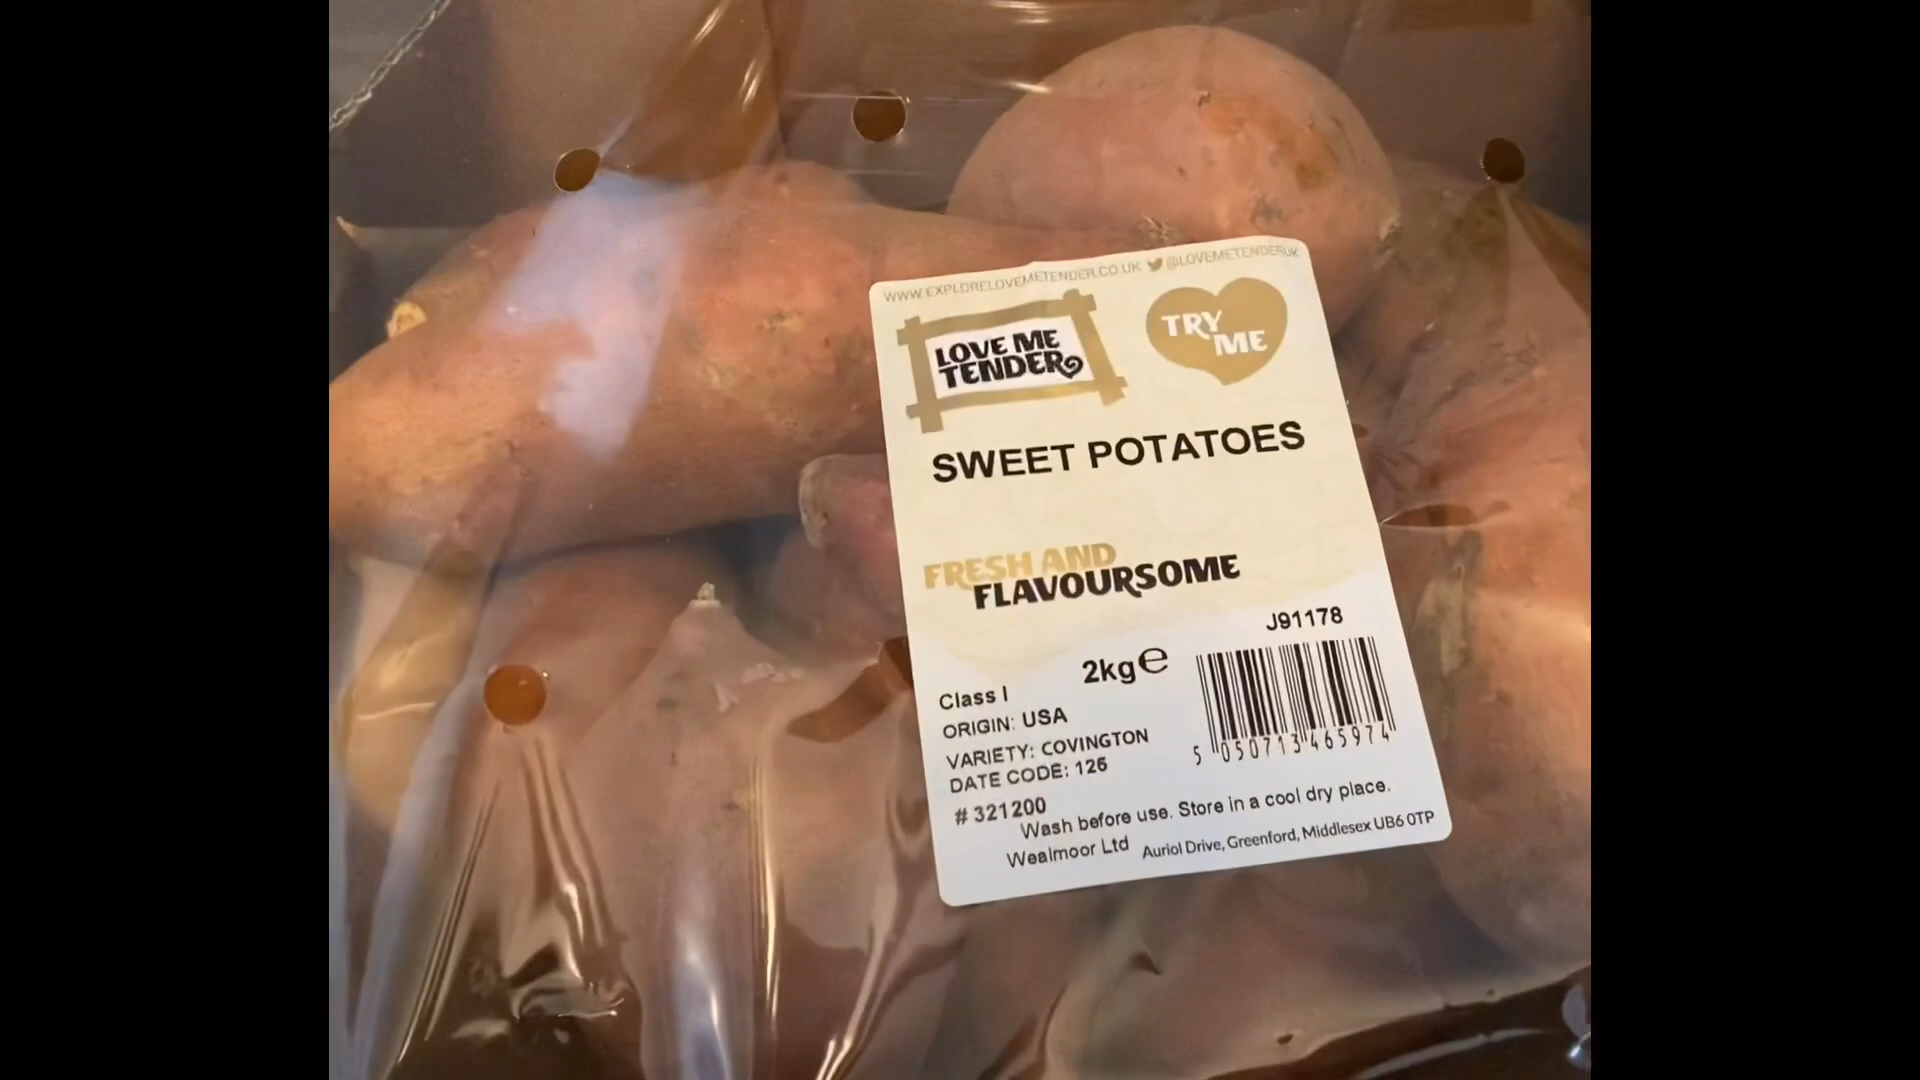 WWW.EXPLORELOVEMETENDER.CO.UK @LOVEMETENDERUK
LOVE ME
TENDER
TRY
ME
SWEET POTATOES
FRESH AND
FLAVOURSOME
J91178
2kg℮
Class I
ORIGIN: USA
VARIETY: COVINGTON
DATE CODE: 126
# 321200
5 050713 465974
Wash before use. Store in a cool dry place.
Wealmoor Ltd Auriol Drive, Greenford, Middlesex UB6 0TP